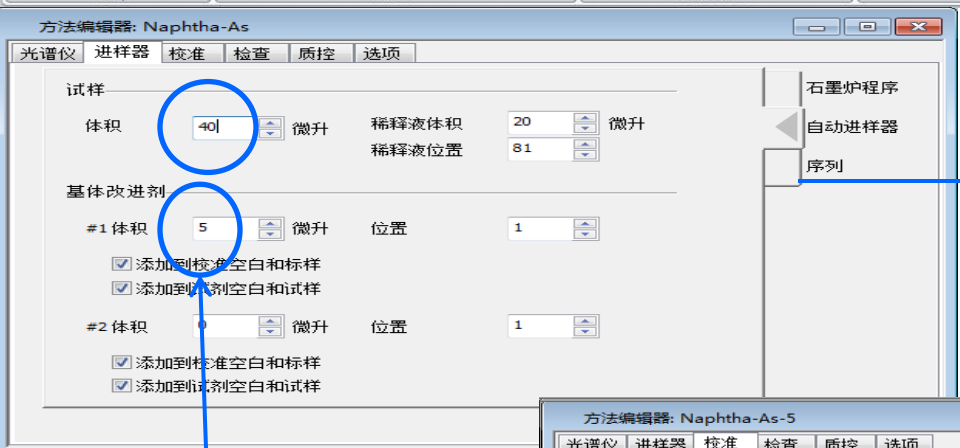 方法编辑器: Naphtha-As
光谱仪 进样器 校准 检查 质控 选项
试样
石墨炉程序
体积 40 微升 稀释液体积 20 微升
自动进样器
稀释液位置 81
序列
基体改进剂
#1 体积 5 微升 位置 1
添加到校准空白和标样
添加到试剂空白和试样
#2 体积 0 微升 位置 1
添加到校准空白和标样
添加到试剂空白和试样
方法编辑器: Naphtha-As-5
光谱仪 进样器 校准 检查 质控 选项